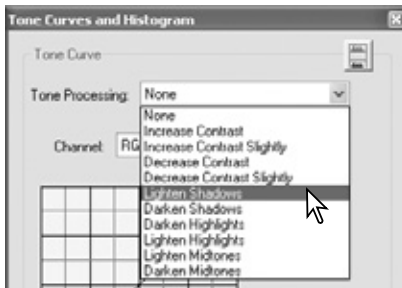 Tone Curves and Histogram
Tone Curve
Tone Processing: None
None
Increase Contrast
Channel: RG Increase Contrast Slightly
Decrease Contrast
Decrease Contrast Slightly
Lighten Shadows
Darken Shadows
Darken Highlights
Lighten Highlights
Lighten Midtones
Darken Midtones